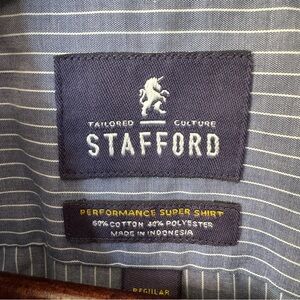 TAILORED CULTURE
STAFFORD
PERFORMANCE SUPER SHIRT
60% COTTON 40% POLYESTER
MADE IN INDONESIA
REGULAR